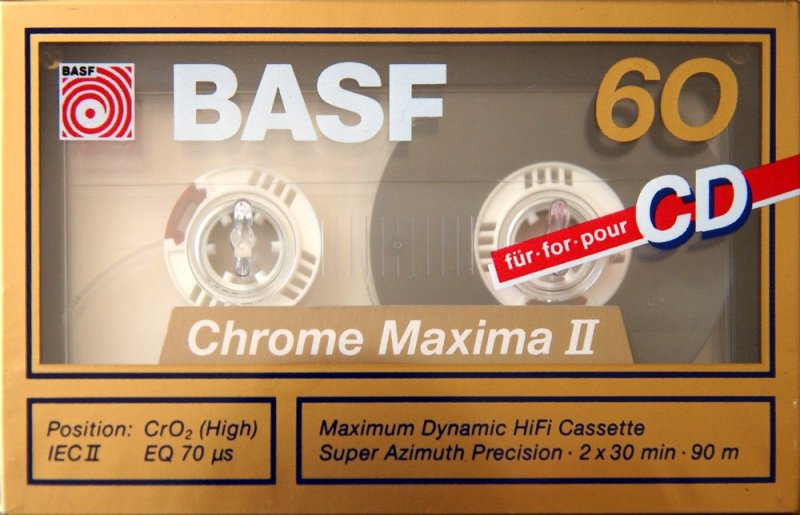 BASF
BASF
60
für·for·pour CD
Chrome Maxima II
Position: CrO₂ (High)
IEC II EQ 70 µs
Maximum Dynamic HiFi Cassette
Super Azimuth Precision · 2 x 30 min · 90 m